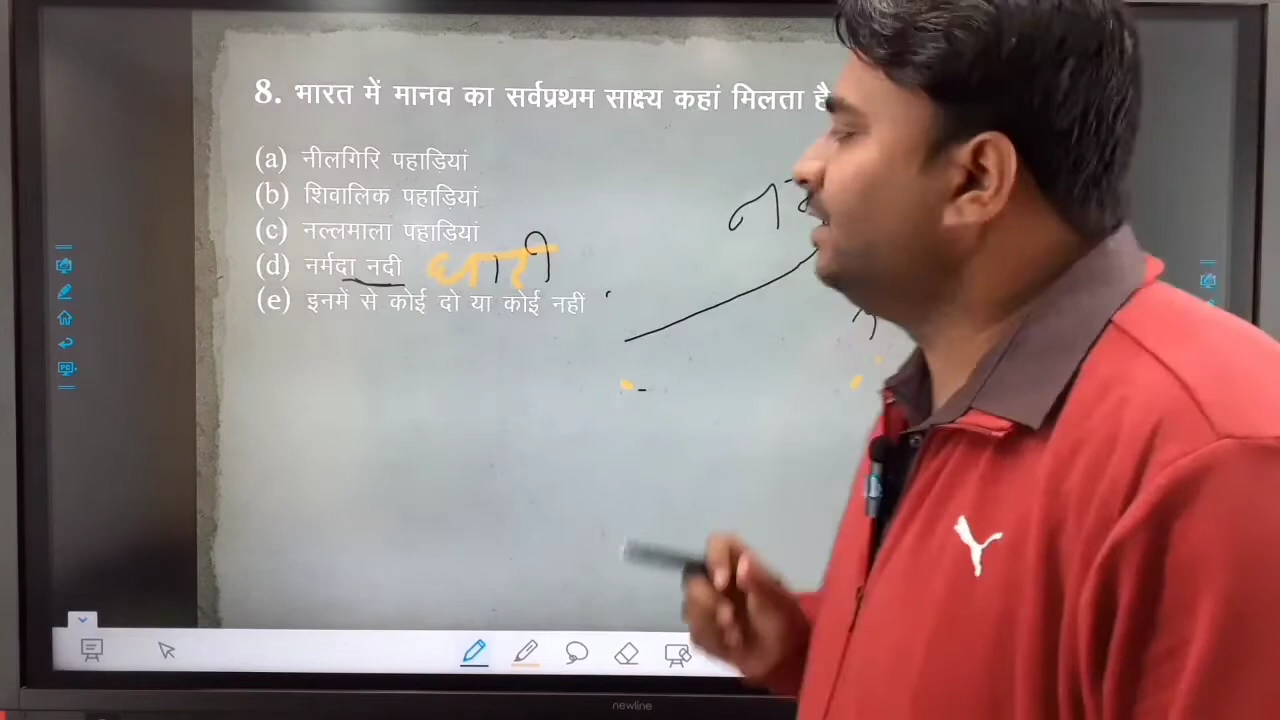 8. भारत में मानव का सर्वप्रथम साक्ष्य कहां मिलता है
(a) नीलगिरि पहाड़ियां
(b) शिवालिक पहाड़ियां
(c) नल्लमाला पहाड़ियां
(d) नर्मदा नदी घाटी
(e) इनमें से कोई दो या कोई नहीं
PC
newline